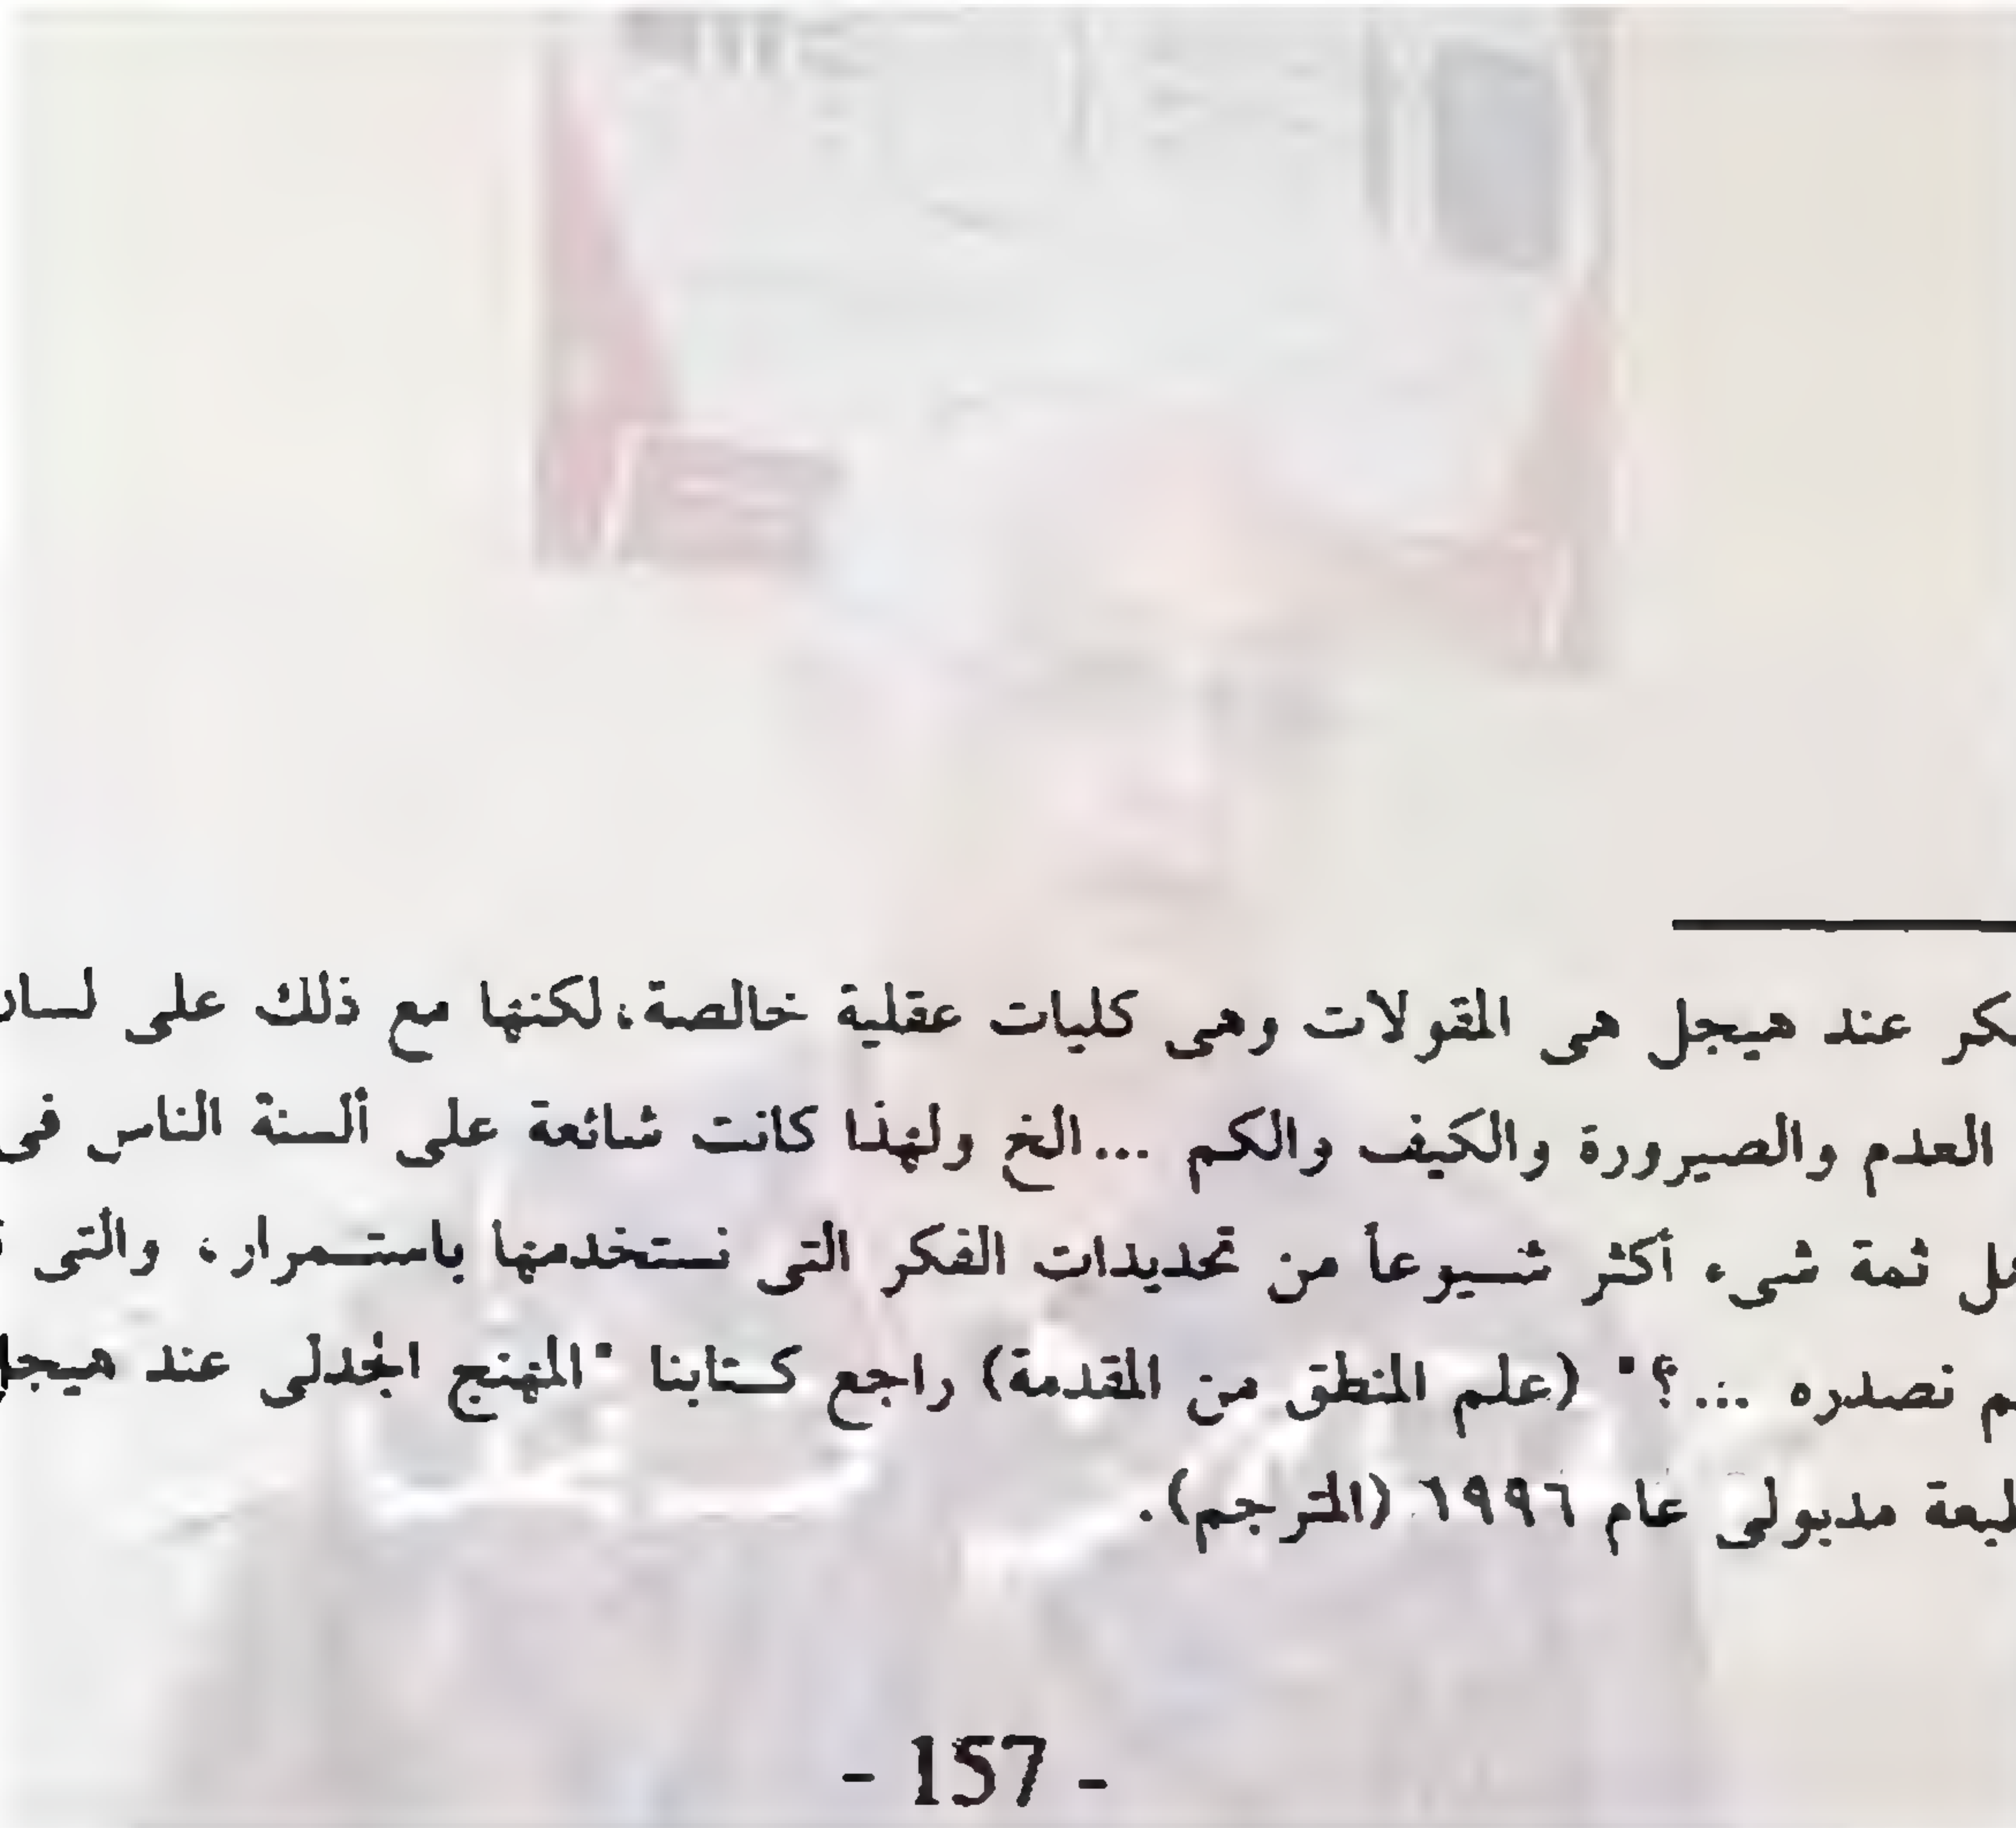 كر عند هيجل هى المقولات وهى كليات عقلية خالصة،لكنها مع ذلك على لسان
العدم والصيرورة والكيف والكم ...الخ ولهذا كانت شائعة على ألسنة الناس فى
ثمة شىء أكثر شيوعاً من تحديدات الفكر التى نستخدمها باستمرار، والتى
نصدره ...؟" (علم المنطق من المقدمة) راجع كتابنا "المنهج الجدلى عند هيجل
مدبولى عام ١٩٩٦ (المترجم).
- 157 -